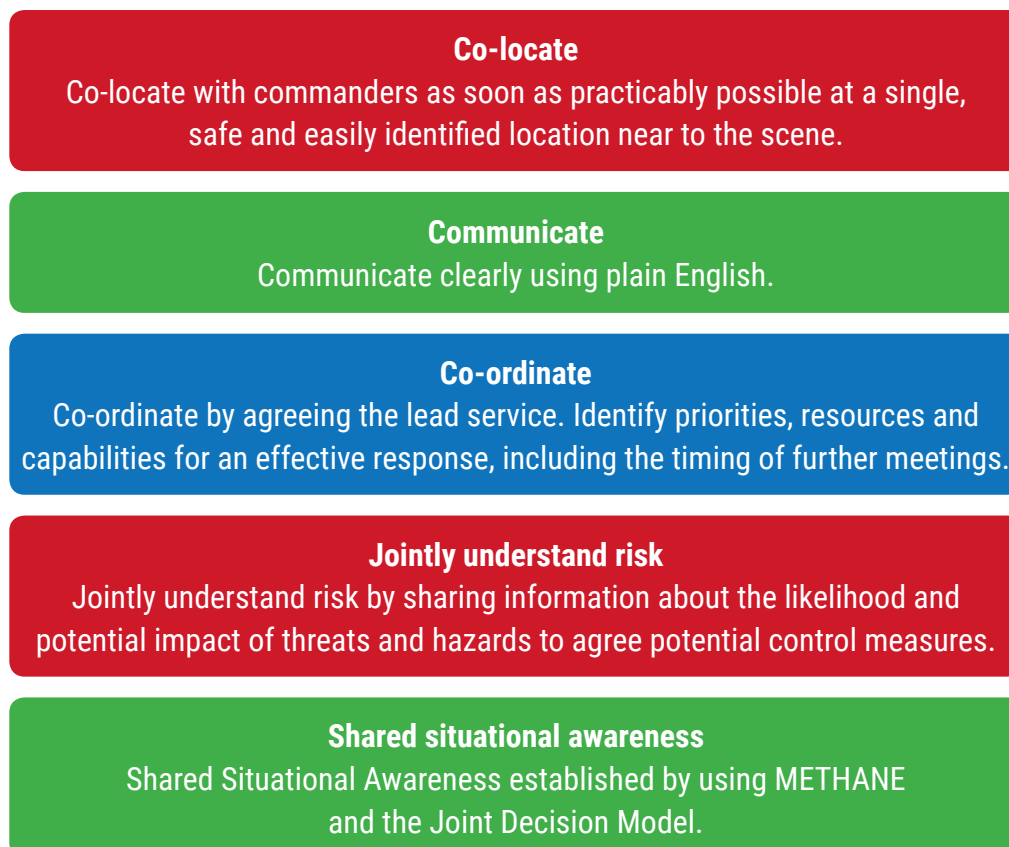 Co-locate
Co-locate with commanders as soon as practicably possible at a single,
safe and easily identified location near to the scene.
Communicate
Communicate clearly using plain English.
Co-ordinate
Co-ordinate by agreeing the lead service. Identify priorities, resources and
capabilities for an effective response, including the timing of further meetings.
Jointly understand risk
Jointly understand risk by sharing information about the likelihood and
potential impact of threats and hazards to agree potential control measures.
Shared situational awareness
Shared Situational Awareness established by using METHANE
and the Joint Decision Model.